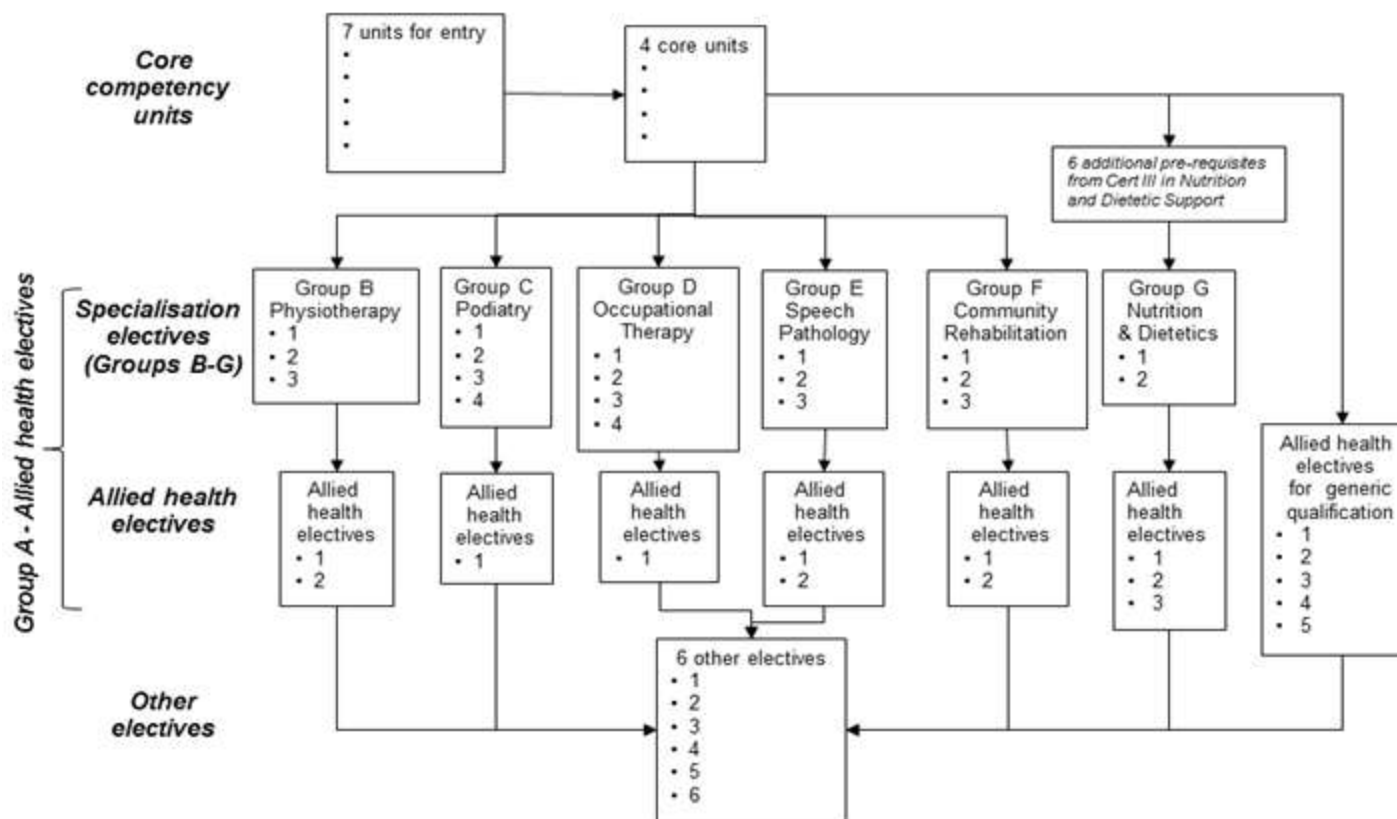 Core
competency
units
7 units for entry
•
•
•
•
•
4 core units
•
•
•
•
6 additional pre-requisites
from Cert III in Nutrition
and Dietetic Support
Group A - Allied health electives
Specialisation
electives
(Groups B-G)
Group B
Physiotherapy
• 1
• 2
• 3
Group C
Podiatry
• 1
• 2
• 3
• 4
Group D
Occupational
Therapy
• 1
• 2
• 3
• 4
Group E
Speech
Pathology
• 1
• 2
• 3
Group F
Community
Rehabilitation
• 1
• 2
• 3
Group G
Nutrition
& Dietetics
• 1
• 2
Allied health
electives
Allied
health
electives
• 1
• 2
Allied
health
electives
• 1
Allied
health
electives
• 1
Allied
health
electives
• 1
• 2
Allied
health
electives
• 1
• 2
Allied
health
electives
• 1
• 2
• 3
Allied health
electives
for generic
qualification
• 1
• 2
• 3
• 4
• 5
Other
electives
6 other electives
• 1
• 2
• 3
• 4
• 5
• 6